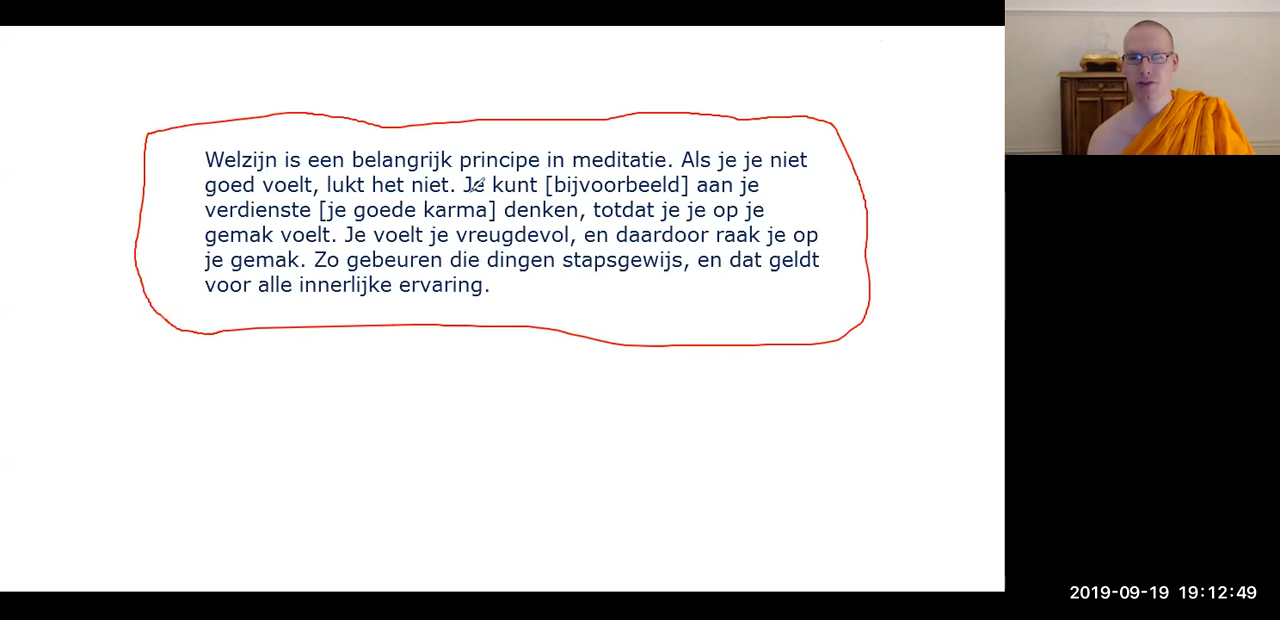 Welzijn is een belangrijk principe in meditatie. Als je je niet
goed voelt, lukt het niet. Je kunt [bijvoorbeeld] aan je
verdienste [je goede karma] denken, totdat je je op je
gemak voelt. Je voelt je vreugdevol, en daardoor raak je op
je gemak. Zo gebeuren die dingen stapsgewijs, en dat geldt
voor alle innerlijke ervaring.
2019-09-19 19:12:49